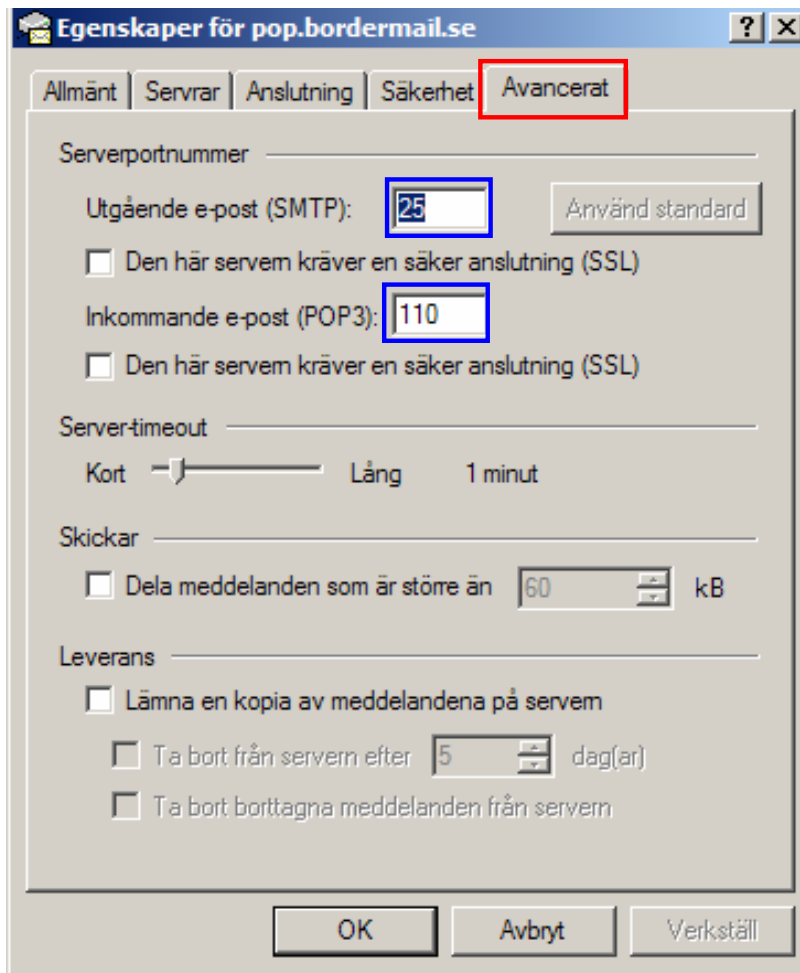 Egenskaper för pop.bordermail.se
Allmänt Servrar Anslutning Säkerhet Avancerat
Serverportnummer
Utgående e-post (SMTP): 25 Använd standard
Den här servern kräver en säker anslutning (SSL)
Inkommande e-post (POP3): 110
Den här servern kräver en säker anslutning (SSL)
Server-timeout
Kort Lång 1 minut
Skickar
Dela meddelanden som är större än 60 kB
Leverans
Lämna en kopia av meddelandena på servern
Ta bort från servern efter 5 dag(ar)
Ta bort borttagna meddelanden från servern
OK Avbryt Verkställ